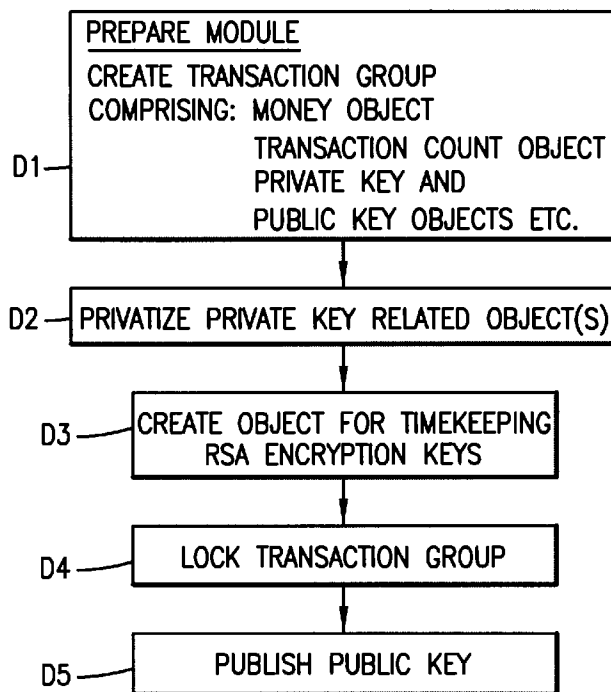 PREPARE MODULE
CREATE TRANSACTION GROUP
COMPRISING: MONEY OBJECT
TRANSACTION COUNT OBJECT
D1
PRIVATE KEY AND
PUBLIC KEY OBJECTS ETC.
D2
PRIVATIZE PRIVATE KEY RELATED OBJECT(S)
D3
CREATE OBJECT FOR TIMEKEEPING
RSA ENCRYPTION KEYS
D4
LOCK TRANSACTION GROUP
D5
PUBLISH PUBLIC KEY